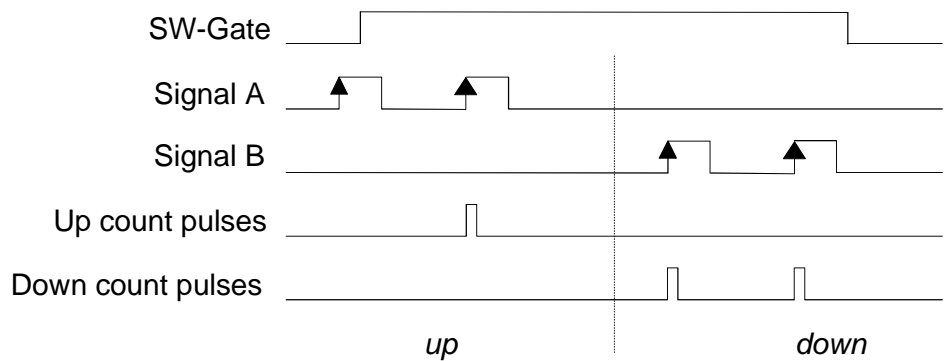 SW-Gate
Signal A
Signal B
Up count pulses
Down count pulses
up down